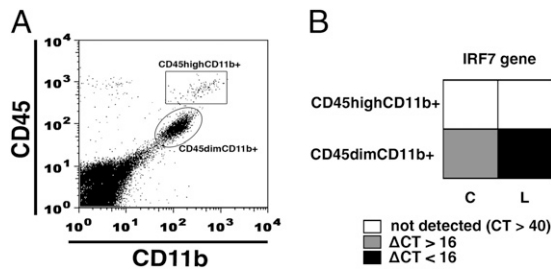 A
CD45highCD11b+
CD45dimCD11b+
CD45
10⁴
10³
10²
10¹
10⁰
10⁰ 10¹ 10² 10³ 10⁴
CD11b
B
IRF7 gene
CD45highCD11b+
CD45dimCD11b+
C L
not detected (CT > 40)
ΔCT > 16
ΔCT < 16